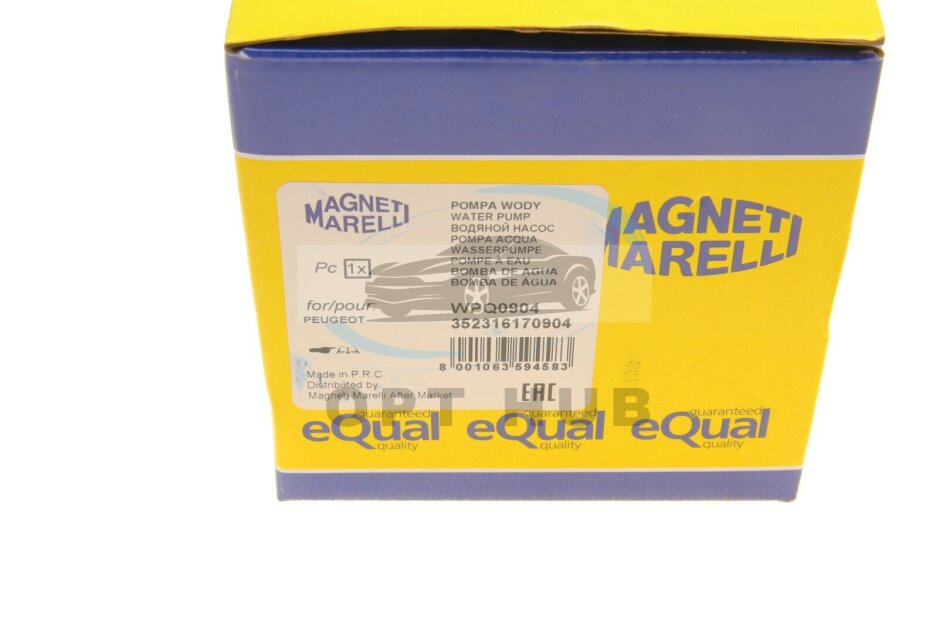 MAGNETI
MARELLI
POMPA WODY
WATER PUMP
ВОДЯНОЙ НАСОС
POMPA ACQUA
WASSERPUMPE
POMPE À EAU
BOMBA DE AGUA
BOMBA DE ÁGUA
Pc 1x
for/pour:
PEUGEOT
WPQ0904
352316170904
8 001063 594583
Made in P.R.C
Distributed by
Magneti Marelli After Market
EAC
MAGNETI
MARELLI
OPT HUB
guaranteed
eQual
quality
guaranteed
eQual
quality
guaranteed
eQual
quality